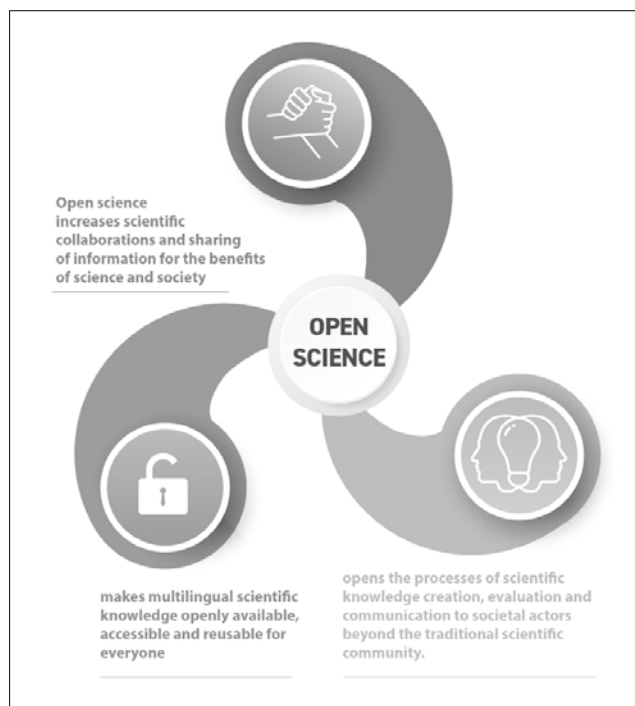 Open science
increases scientific
collaborations and sharing
of information for the benefits
of science and society
OPEN
SCIENCE
makes multilingual scientific
knowledge openly available,
accessible and reusable for
everyone
opens the processes of scientific
knowledge creation, evaluation and
communication to societal actors
beyond the traditional scientific
community.